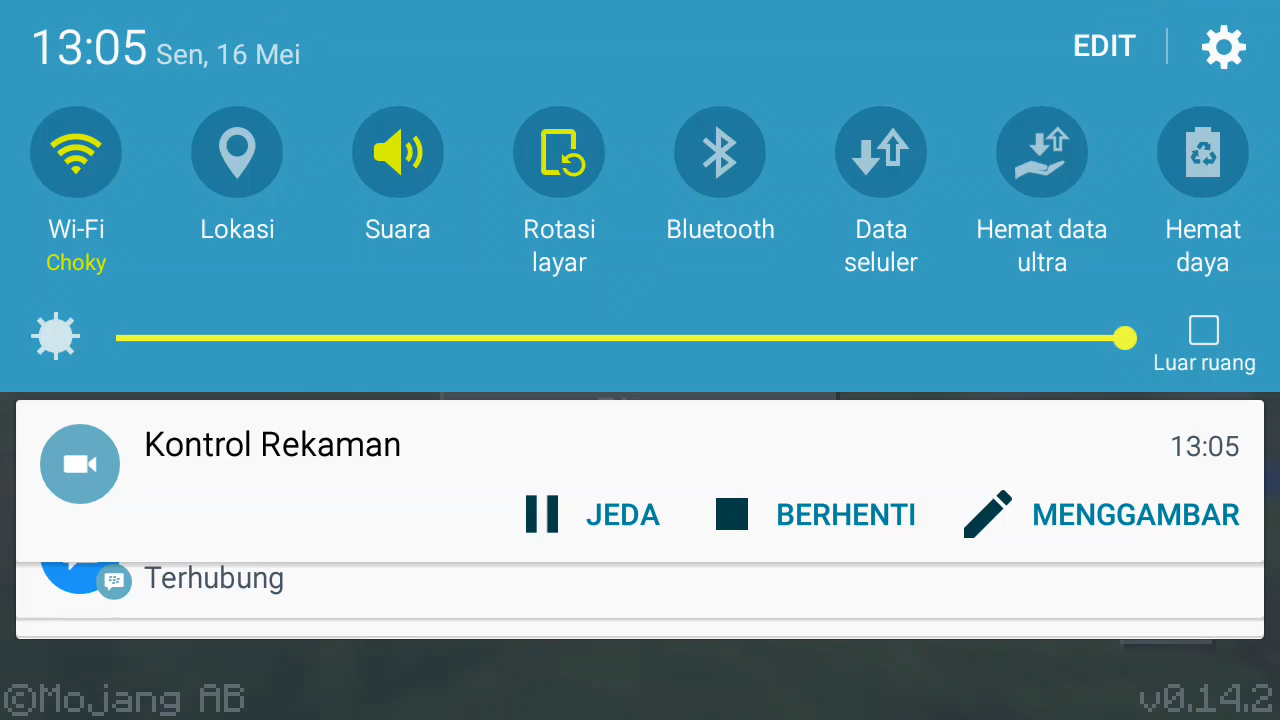 13:05 Sen, 16 Mei EDIT
Wi-Fi Lokasi Suara Rotasi layar Bluetooth Data seluler Hemat data ultra Hemat daya
Choky
Luar ruang
Kontrol Rekaman 13:05
JEDA BERHENTI MENGGAMBAR
Terhubung
©Mojang AB v0.14.2